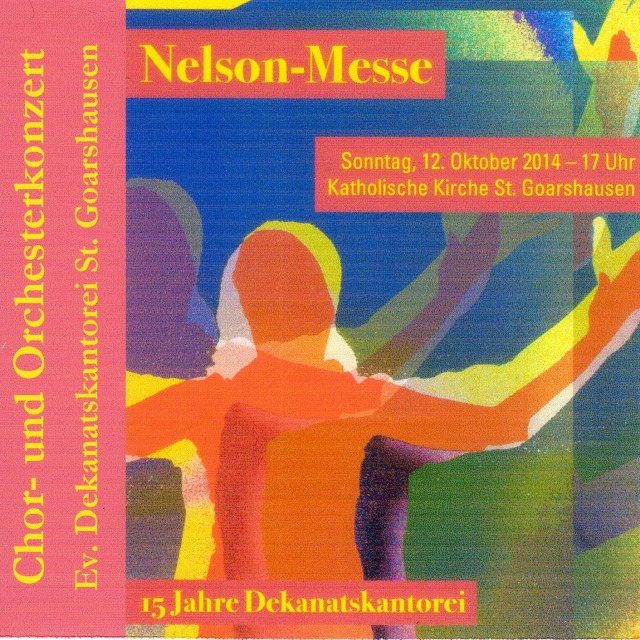 Chor- und Orchesterkonzert
Ev. Dekanatskantorei St. Goarshausen
Nelson-Messe
Sonntag, 12. Oktober 2014 – 17 Uhr
Katholische Kirche St. Goarshausen
15 Jahre Dekanatskantorei